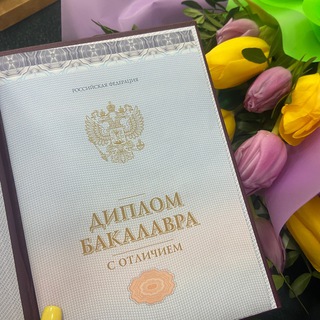 РОССИЙСКАЯ ФЕДЕРАЦИЯ
ДИПЛОМ
БАКАЛАВРА
С ОТЛИЧИЕМ